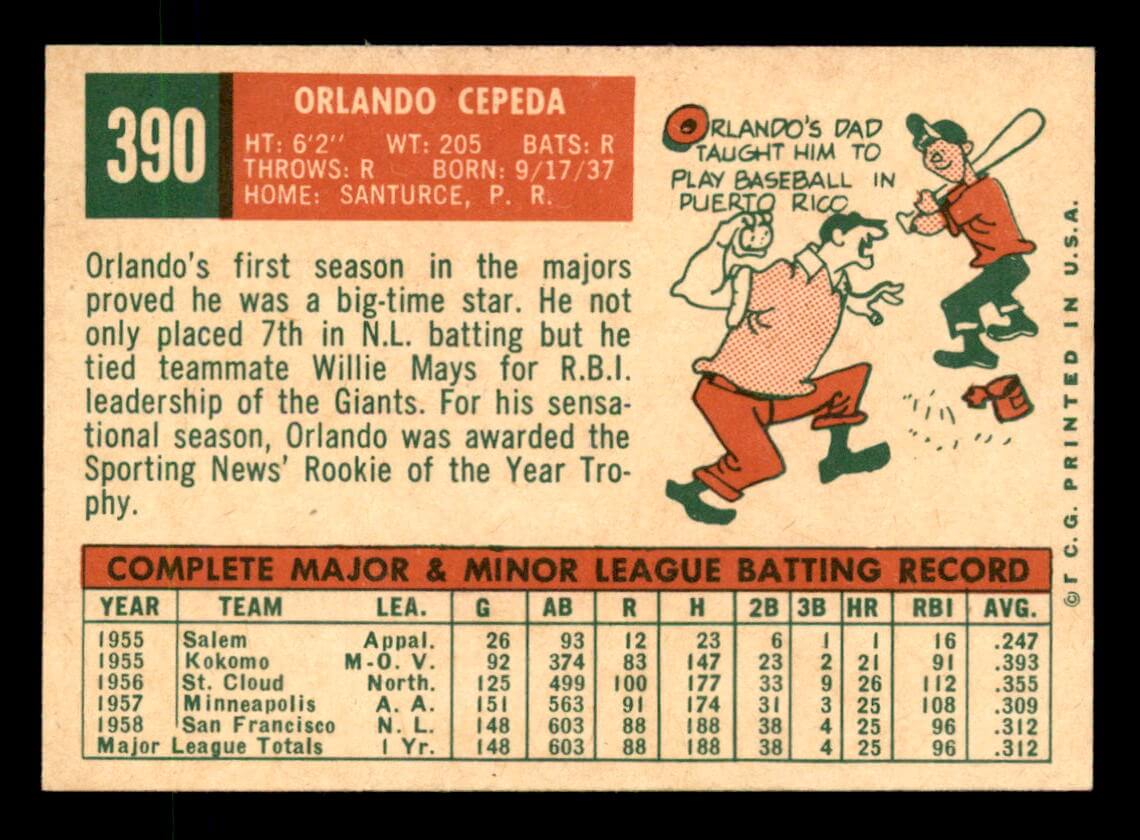 390
ORLANDO CEPEDA
HT: 6'2" WT: 205 BATS: R
THROWS: R BORN: 9/17/37
HOME: SANTURCE, P. R.
ORLANDO'S DAD
TAUGHT HIM TO
PLAY BASEBALL IN
PUERTO RICO
Orlando's first season in the majors
proved he was a big-time star. He not
only placed 7th in N.L. batting but he
tied teammate Willie Mays for R.B.I.
leadership of the Giants. For his sensa-
tional season, Orlando was awarded the
Sporting News' Rookie of the Year Tro-
phy.
COMPLETE MAJOR & MINOR LEAGUE BATTING RECORD
YEAR TEAM LEA. G AB R H 2B 3B HR RBI AVG.
1955 Salem Appal. 26 93 12 23 6 1 1 16 .247
1955 Kokomo M-O. V. 92 374 83 147 23 2 21 91 .393
1956 St. Cloud North. 125 499 100 177 33 9 26 112 .355
1957 Minneapolis A. A. 151 563 91 174 31 3 25 108 .309
1958 San Francisco N. L. 148 603 88 188 38 4 25 96 .312
Major League Totals 1 Yr. 148 603 88 188 38 4 25 96 .312
© T. C. G. PRINTED IN U.S.A.